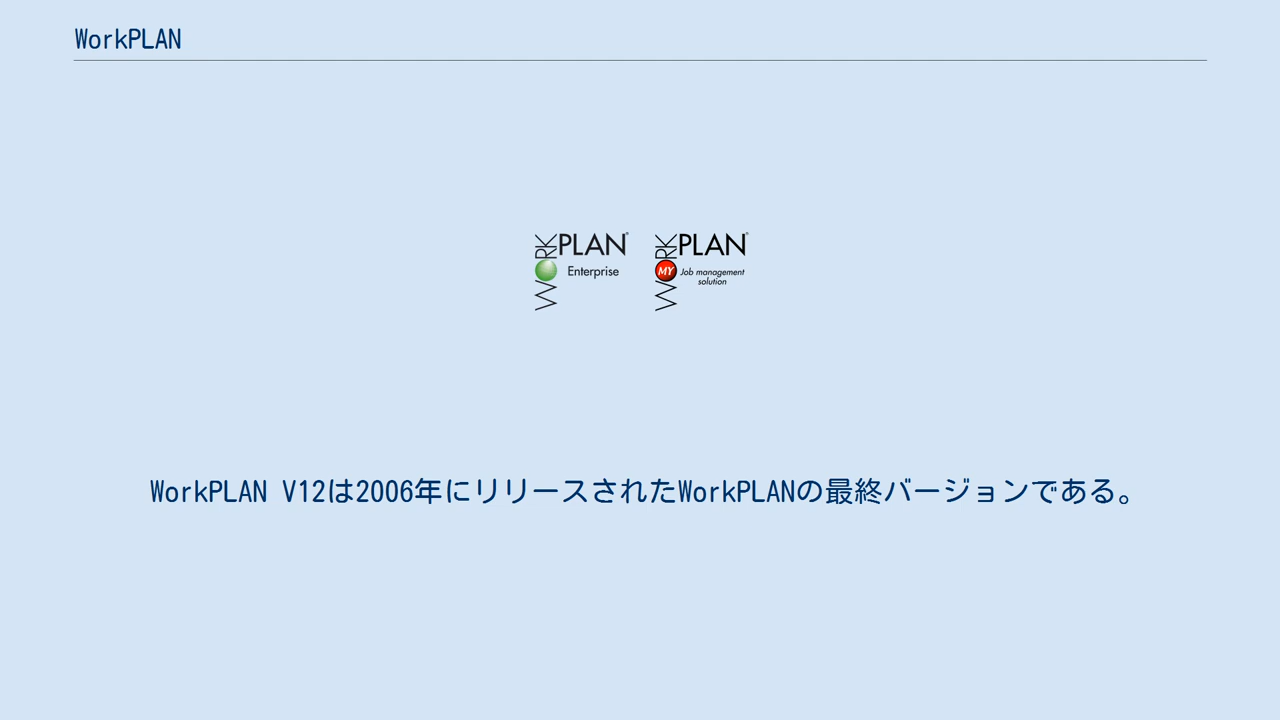 WorkPLAN
WORKPLAN® Enterprise
WORKPLAN® MY Job management solution
WorkPLAN V12は2006年にリリースされたWorkPLANの最終バージョンである。